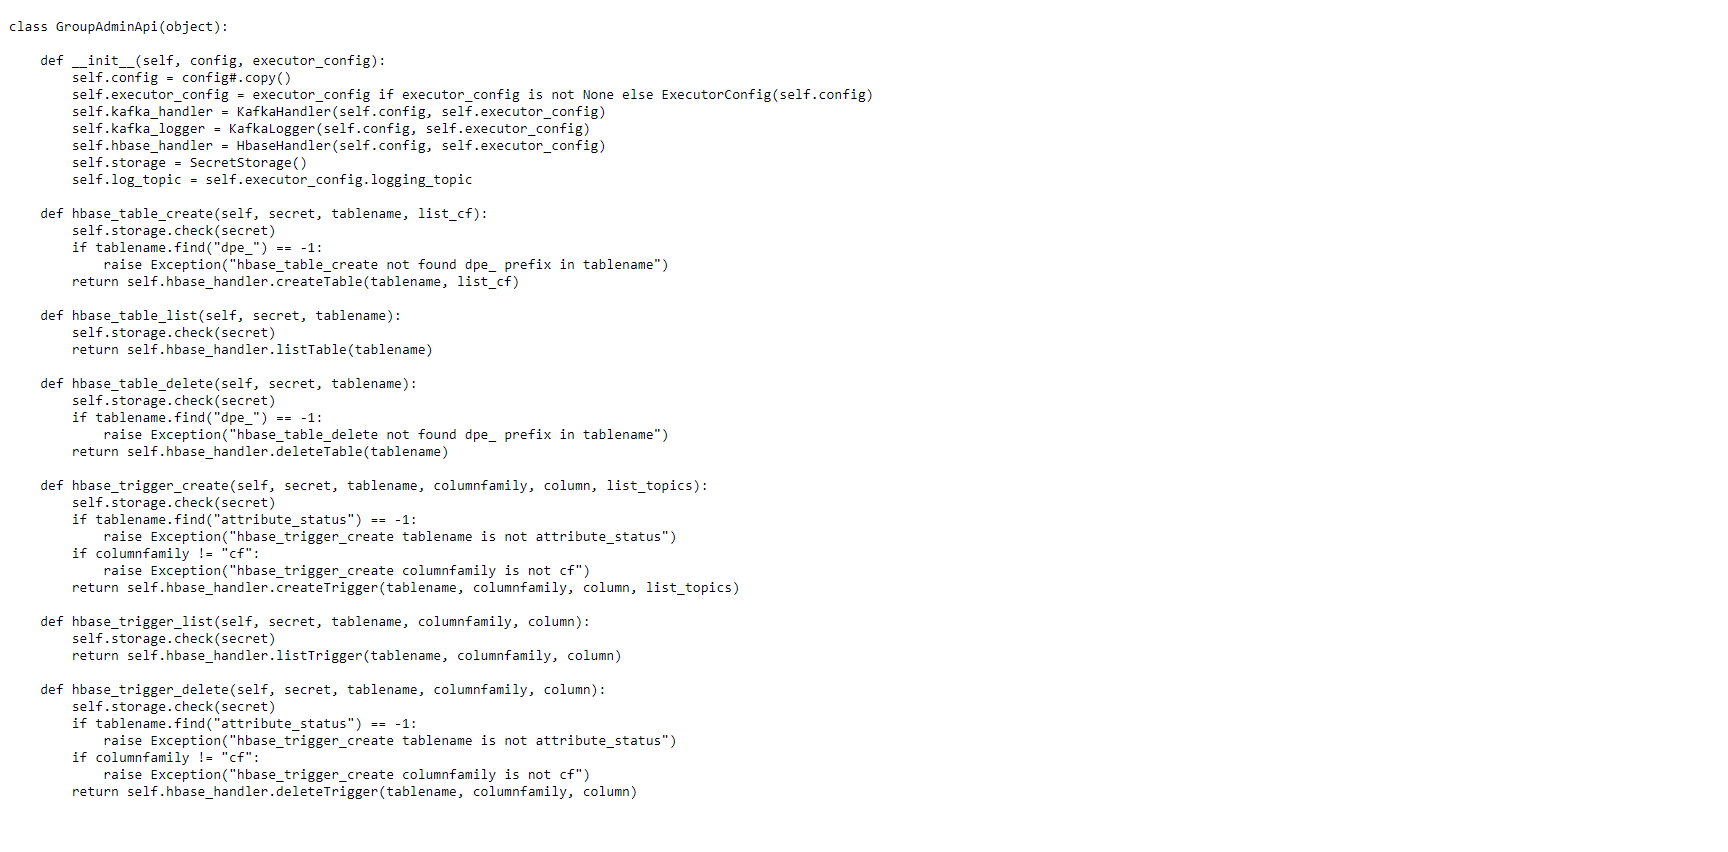 class GroupAdminApi(object):
    def __init__(self, config, executor_config):
        self.config = config#.copy()
        self.executor_config = executor_config if executor_config is not None else ExecutorConfig(self.config)
        self.kafka_handler = KafkaHandler(self.config, self.executor_config)
        self.kafka_logger = KafkaLogger(self.config, self.executor_config)
        self.hbase_handler = HbaseHandler(self.config, self.executor_config)
        self.storage = SecretStorage()
        self.log_topic = self.executor_config.logging_topic
    def hbase_table_create(self, secret, tablename, list_cf):
        self.storage.check(secret)
        if tablename.find("dpe_") == -1:
            raise Exception("hbase_table_create not found dpe_ prefix in tablename")
        return self.hbase_handler.createTable(tablename, list_cf)
    def hbase_table_list(self, secret, tablename):
        self.storage.check(secret)
        return self.hbase_handler.listTable(tablename)
    def hbase_table_delete(self, secret, tablename):
        self.storage.check(secret)
        if tablename.find("dpe_") == -1:
            raise Exception("hbase_table_delete not found dpe_ prefix in tablename")
        return self.hbase_handler.deleteTable(tablename)
    def hbase_trigger_create(self, secret, tablename, columnfamily, column, list_topics):
        self.storage.check(secret)
        if tablename.find("attribute_status") == -1:
            raise Exception("hbase_trigger_create tablename is not attribute_status")
        if columnfamily != "cf":
            raise Exception("hbase_trigger_create columnfamily is not cf")
        return self.hbase_handler.createTrigger(tablename, columnfamily, column, list_topics)
    def hbase_trigger_list(self, secret, tablename, columnfamily, column):
        self.storage.check(secret)
        return self.hbase_handler.listTrigger(tablename, columnfamily, column)
    def hbase_trigger_delete(self, secret, tablename, columnfamily, column):
        self.storage.check(secret)
        if tablename.find("attribute_status") == -1:
            raise Exception("hbase_trigger_create tablename is not attribute_status")
        if columnfamily != "cf":
            raise Exception("hbase_trigger_create columnfamily is not cf")
        return self.hbase_handler.deleteTrigger(tablename, columnfamily, column)